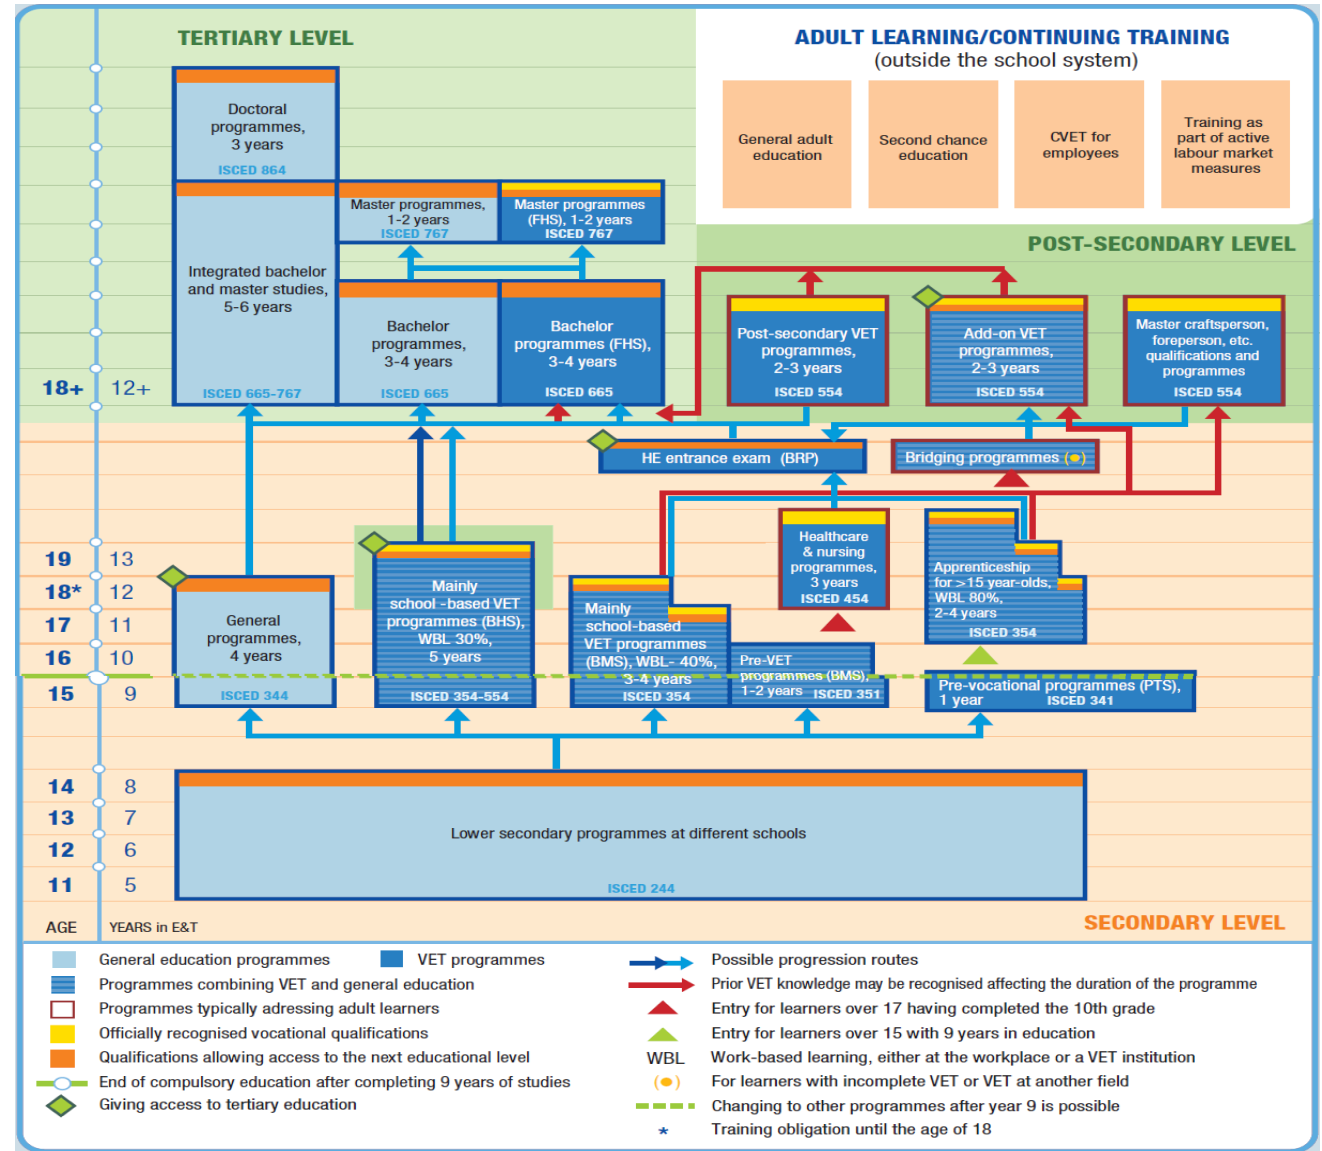 TERTIARY LEVEL
ADULT LEARNING/CONTINUING TRAINING
(outside the school system)
General adult
education
Second chance
education
CVET for
employees
Training as
part of active
labour market
measures
Doctoral
programmes,
3 years
ISCED 864
Integrated bachelor
and master studies,
5-6 years
ISCED 665-767
Master programmes,
1-2 years
ISCED 767
Master programmes
(FHS), 1-2 years
ISCED 767
Bachelor
programmes,
3-4 years
ISCED 665
Bachelor
programmes (FHS),
3-4 years
ISCED 665
POST-SECONDARY LEVEL
Post-secondary VET
programmes,
2-3 years
ISCED 554
Add-on VET
programmes,
2-3 years
ISCED 554
Master craftsperson,
foreperson, etc.
qualifications and
programmes
ISCED 554
18+ 12+
HE entrance exam (BRP)
Bridging programmes ( )
19 13
18* 12
17 11
16 10
15 9
General
programmes,
4 years
ISCED 344
Mainly
school -based VET
programmes (BHS),
WBL 30%,
5 years
ISCED 354-554
Mainly
school-based
VET programmes
(BMS), WBL- 40%,
3-4 years
ISCED 354
Pre-VET
programmes (BMS),
1-2 years ISCED 351
Healthcare
& nursing
programmes,
3 years
ISCED 454
Apprenticeship
for >15 year-olds,
WBL 80%,
2-4 years
ISCED 354
Pre-vocational programmes (PTS),
1 year ISCED 341
14 8
13 7
12 6
11 5
Lower secondary programmes at different schools
ISCED 244
AGE YEARS in E&T
SECONDARY LEVEL
General education programmes
VET programmes
Programmes combining VET and general education
Programmes typically adressing adult learners
Officially recognised vocational qualifications
Qualifications allowing access to the next educational level
End of compulsory education after completing 9 years of studies
Giving access to tertiary education
Possible progression routes
Prior VET knowledge may be recognised affecting the duration of the programme
Entry for learners over 17 having completed the 10th grade
Entry for learners over 15 with 9 years in education
WBL Work-based learning, either at the workplace or a VET institution
( ) For learners with incomplete VET or VET at another field
Changing to other programmes after year 9 is possible
* Training obligation until the age of 18